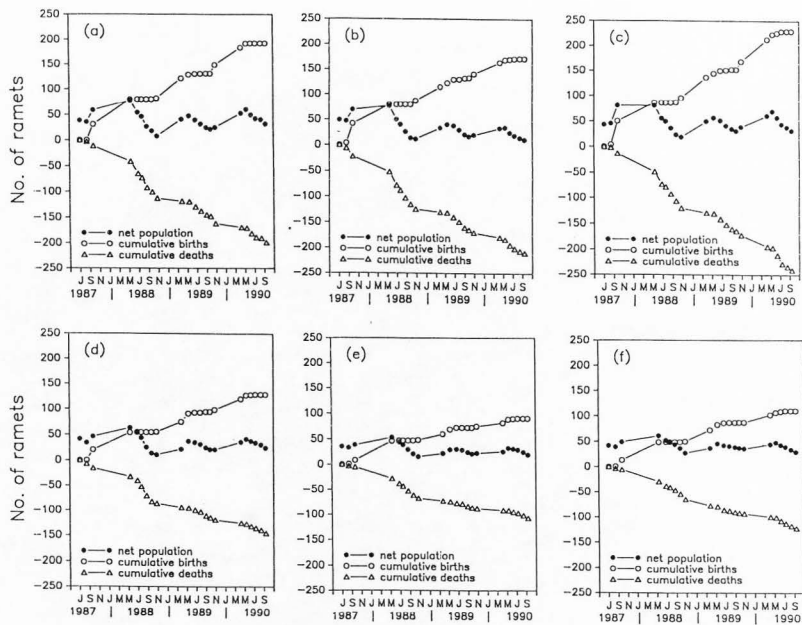 (a)
No. of ramets
250
200
150
100
50
0
−50
−100
−150
−200
−250
net population
cumulative births
cumulative deaths
J S N J M M J S N J M M J S N J M M J S
1987 | 1988 | 1989 | 1990
(b)
250
200
150
100
50
0
−50
−100
−150
−200
−250
net population
cumulative births
cumulative deaths
J S N J M M J S N J M M J S N J M M J S
1987 | 1988 | 1989 | 1990
(c)
250
200
150
100
50
0
−50
−100
−150
−200
−250
net population
cumulative births
cumulative deaths
J S N J M M J S N J M M J S N J M M J S
1987 | 1988 | 1989 | 1990
(d)
No. of ramets
250
200
150
100
50
0
−50
−100
−150
−200
−250
net population
cumulative births
cumulative deaths
J S N J M M J S N J M M J S N J M M J S
1987 | 1988 | 1989 | 1990
(e)
250
200
150
100
50
0
−50
−100
−150
−200
−250
net population
cumulative births
cumulative deaths
J S N J M M J S N J M M J S N J M M J S
1987 | 1988 | 1989 | 1990
(f)
250
200
150
100
50
0
−50
−100
−150
−200
−250
net population
cumulative births
cumulative deaths
J S N J M M J S N J M M J S N J M M J S
1987 | 1988 | 1989 | 1990